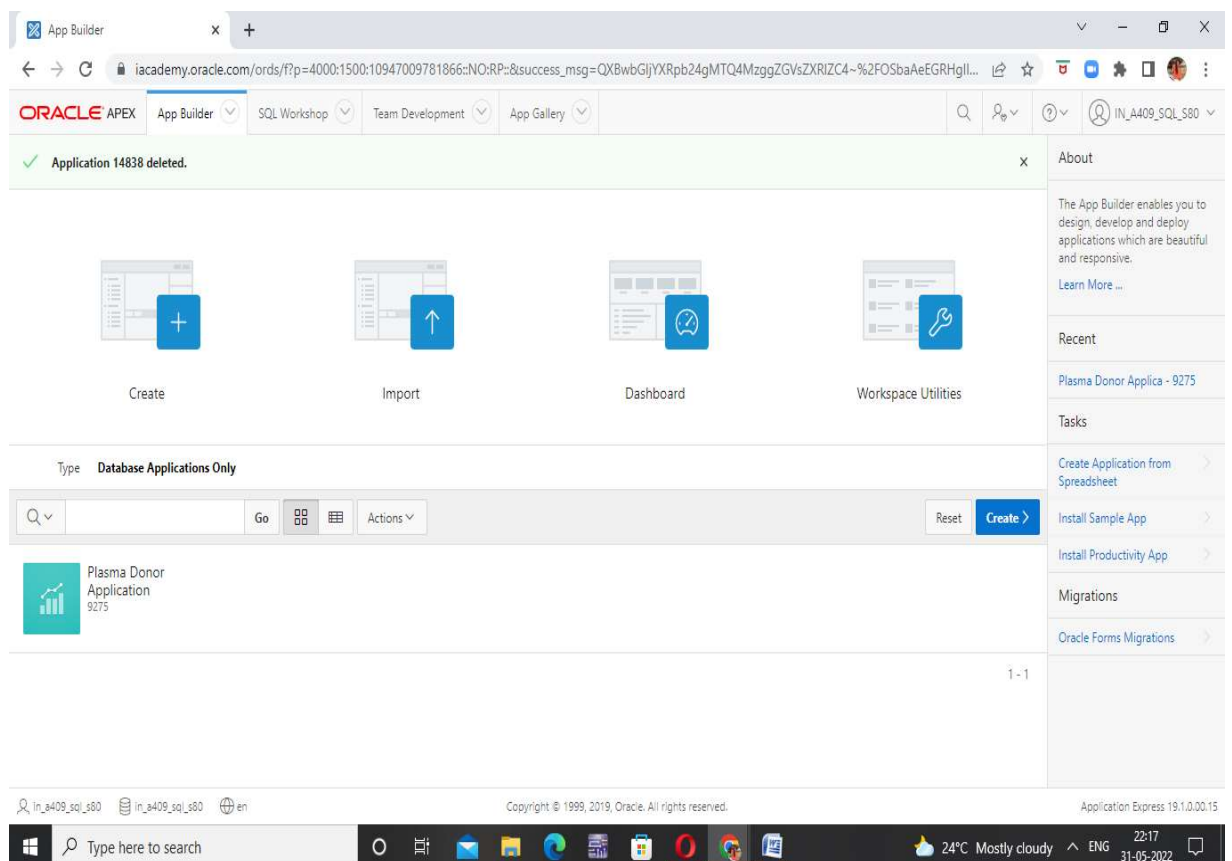 App Builder
iacademy.oracle.com/ords/f?p=4000:1500:10947009781866::NO:RP::&success_msg=QXBwbGljYXRpb24gMTQ4MzggZGVsZXRlZC4~%2FOSbaAeEGRHgIl...
ORACLE APEX App Builder SQL Workshop Team Development App Gallery IN_A409_SQL_S80
Application 14838 deleted.
Create
Import
Dashboard
Workspace Utilities
Type Database Applications Only
Go Actions Reset Create
Plasma Donor
Application
9275
1 - 1
About
The App Builder enables you to
design, develop and deploy
applications which are beautiful
and responsive.
Learn More ...
Recent
Plasma Donor Applica - 9275
Tasks
Create Application from
Spreadsheet
Install Sample App
Install Productivity App
Migrations
Oracle Forms Migrations
in_a409_sql_s80 in_a409_sql_s80 en Copyright © 1999, 2019, Oracle. All rights reserved. Application Express 19.1.0.00.15
Type here to search 24°C Mostly cloudy ENG 22:17
31-05-2022